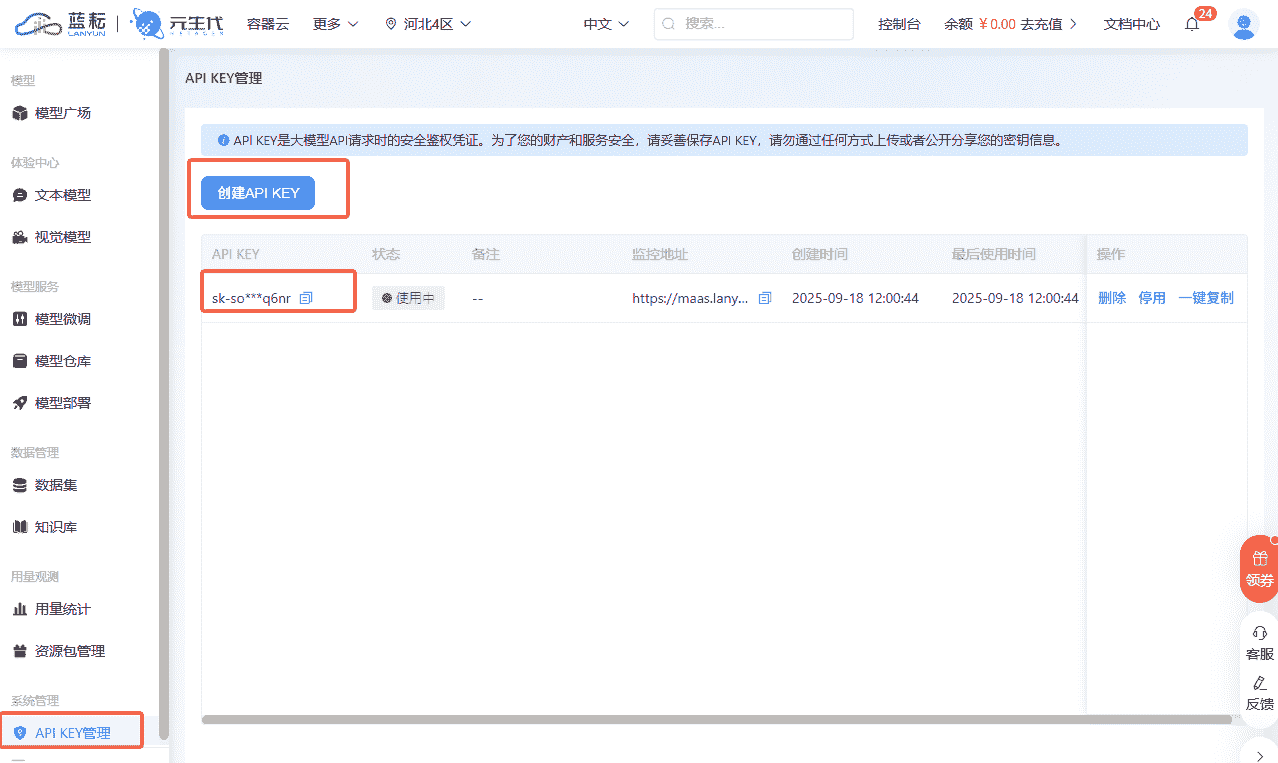 蓝耘 LANYUN 元生代 METAGEN 容器云 更多 河北4区 中文 搜索... 控制台 余额 ¥0.00 去充值 文档中心 24
API KEY管理
模型
模型广场
体验中心
文本模型
视觉模型
模型服务
模型微调
模型仓库
模型部署
数据管理
数据集
知识库
用量观测
用量统计
资源包管理
系统管理
API KEY管理
API KEY是大模型API请求时的安全鉴权凭证。为了您的财产和服务安全，请妥善保存API KEY，请勿通过任何方式上传或者公开分享您的密钥信息。
创建API KEY
API KEY 状态 备注 监控地址 创建时间 最后使用时间 操作
sk-so***q6nr 使用中 -- https://maas.lany... 2025-09-18 12:00:44 2025-09-18 12:00:44 删除 停用 一键复制
领券
客服
反馈